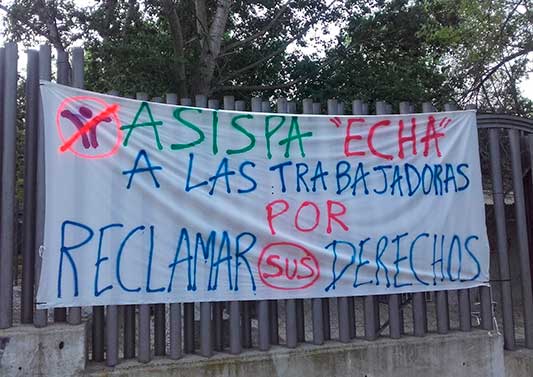 ASISPA "ECHA"
A LAS TRABAJADORAS
POR
RECLAMAR SUS DERECHOS